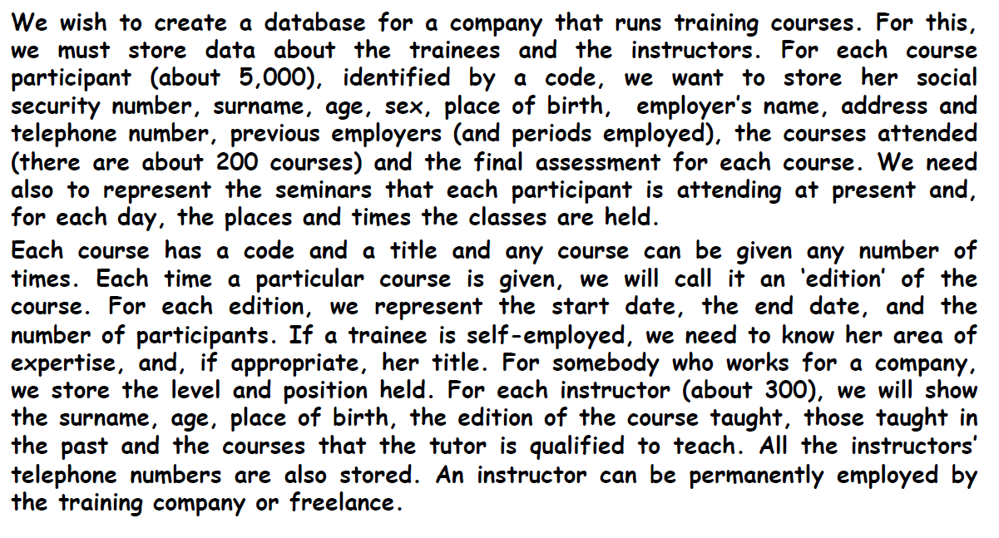 We wish to create a database for a company that runs training courses. For this,
we must store data about the trainees and the instructors. For each course
participant (about 5,000), identified by a code, we want to store her social
security number, surname, age, sex, place of birth, employer's name, address and
telephone number, previous employers (and periods employed), the courses attended
(there are about 200 courses) and the final assessment for each course. We need
also to represent the seminars that each participant is attending at present and,
for each day, the places and times the classes are held.
Each course has a code and a title and any course can be given any number of
times. Each time a particular course is given, we will call it an 'edition' of the
course. For each edition, we represent the start date, the end date, and the
number of participants. If a trainee is self-employed, we need to know her area of
expertise, and, if appropriate, her title. For somebody who works for a company,
we store the level and position held. For each instructor (about 300), we will show
the surname, age, place of birth, the edition of the course taught, those taught in
the past and the courses that the tutor is qualified to teach. All the instructors'
telephone numbers are also stored. An instructor can be permanently employed by
the training company or freelance.